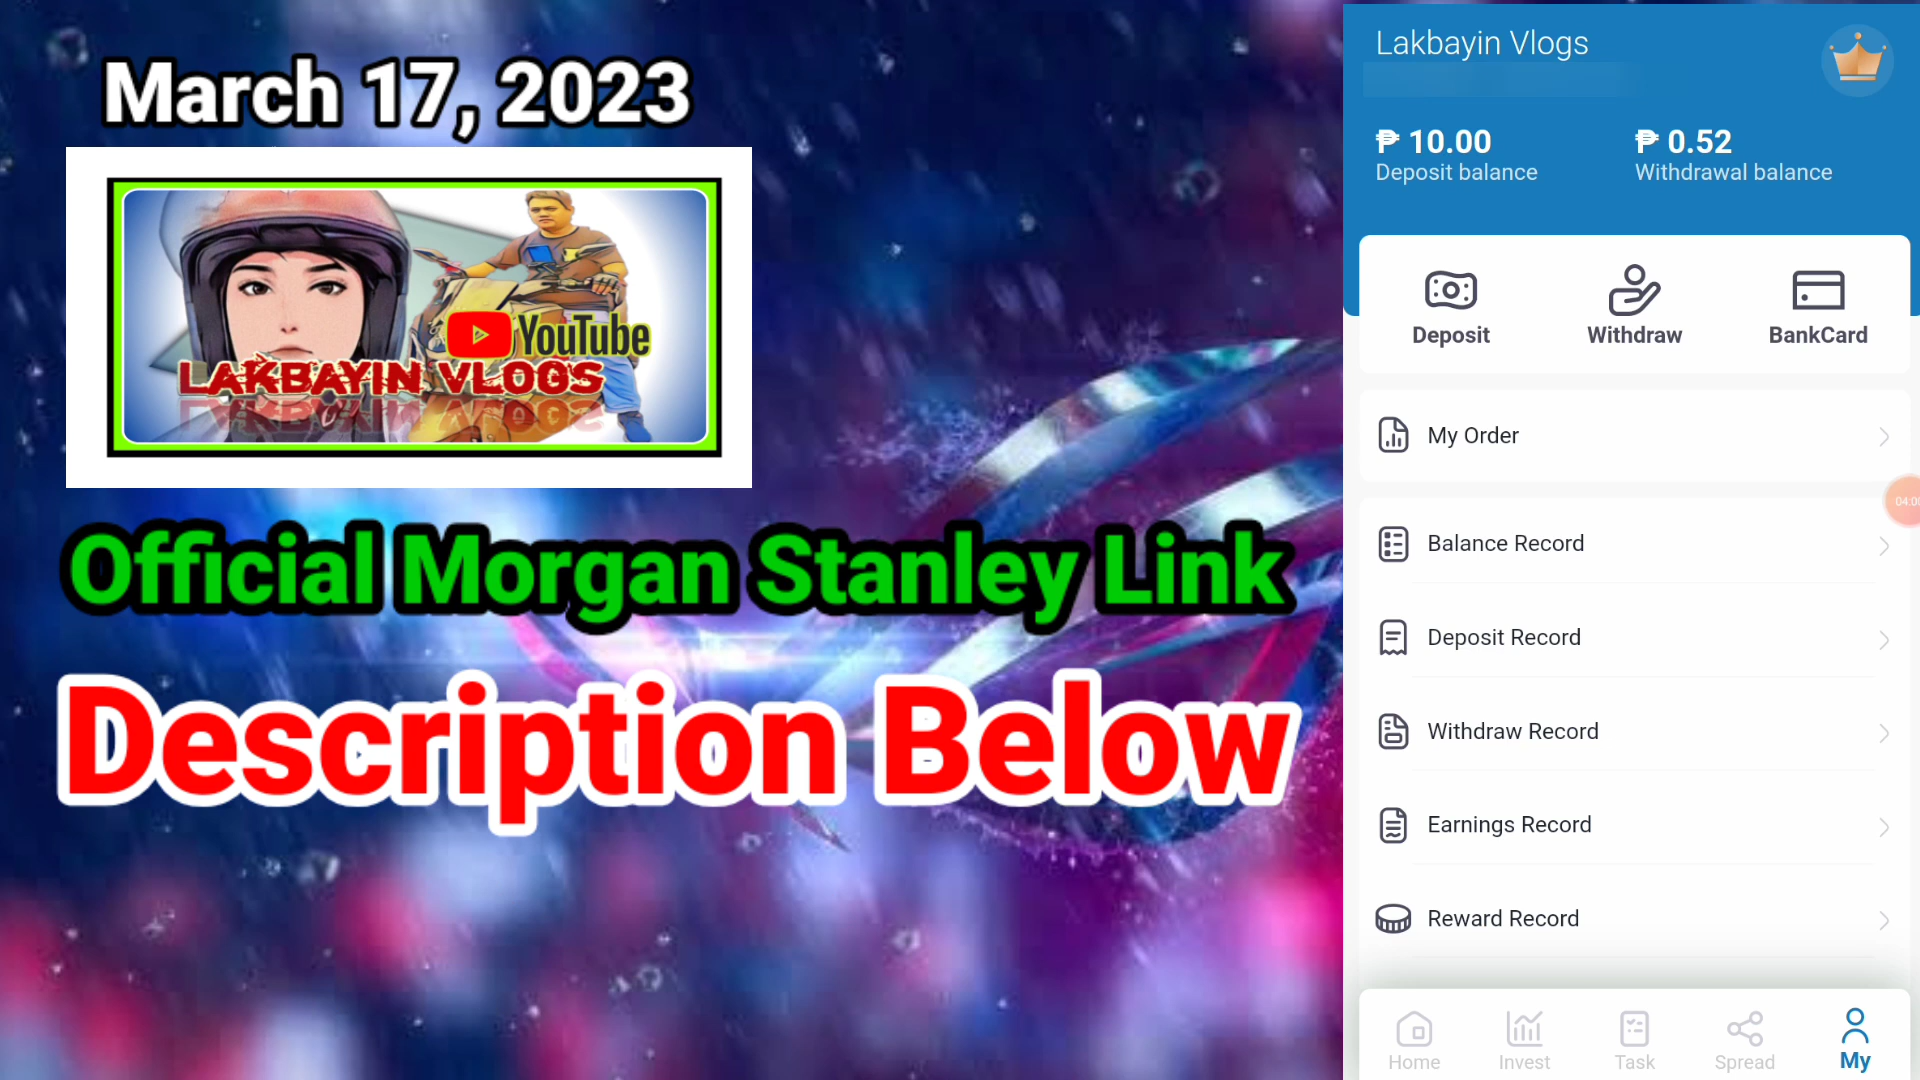 March 17, 2023
YouTube
LAKBAYIN VLOGS
Official Morgan Stanley Link
Description Below
Lakbayin Vlogs
₱ 10.00
₱ 0.52
Deposit balance
Withdrawal balance
Deposit
Withdraw
BankCard
My Order
Balance Record
Deposit Record
Withdraw Record
Earnings Record
Reward Record
Home
Invest
Task
Spread
My